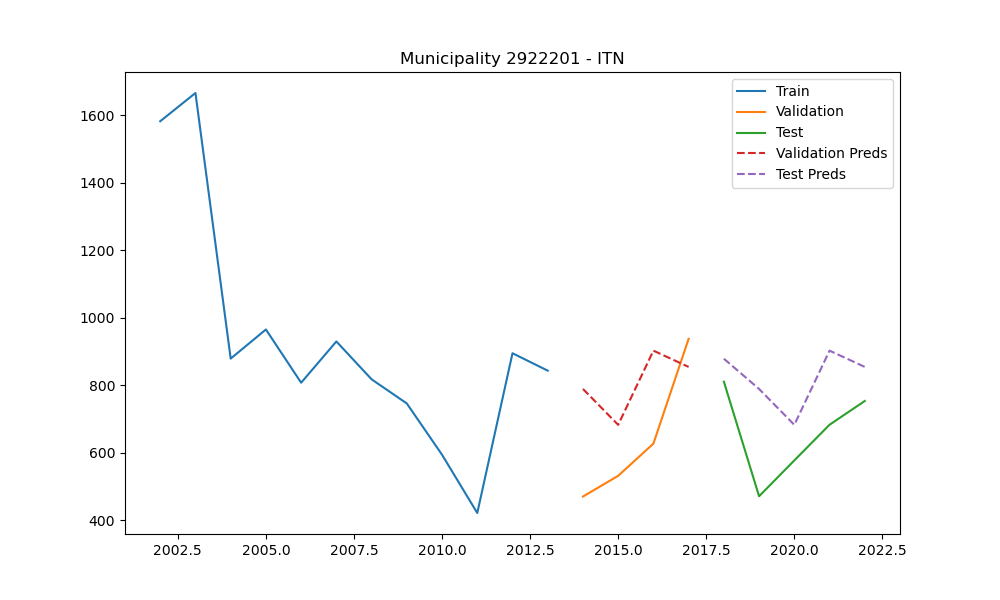 Municipality 2922201 - ITN
Train
Validation
Test
Validation Preds
Test Preds
1600
1400
1200
1000
800
600
400
2002.5 2005.0 2007.5 2010.0 2012.5 2015.0 2017.5 2020.0 2022.5